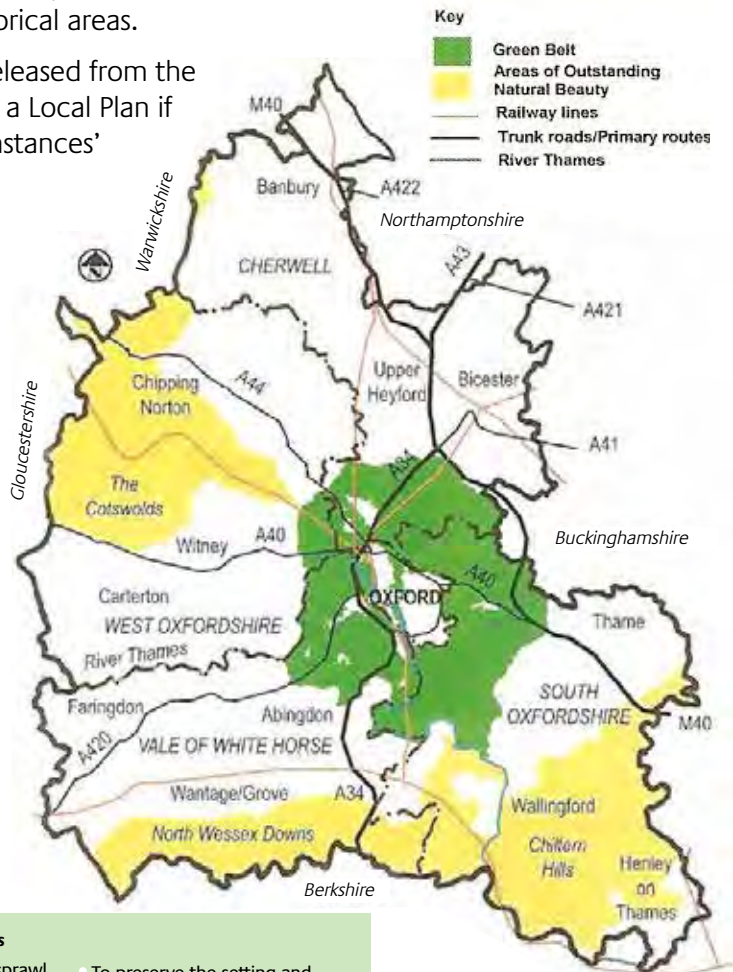 orical areas.
eleased from the
a Local Plan if
nstances’
Key
Green Belt
Areas of Outstanding
Natural Beauty
Railway lines
Trunk roads/Primary routes
River Thames
M40
Banbury
A422
Warwickshire
Northamptonshire
CHERWELL
A43
A421
Chipping
Norton
A44
Upper
Heyford
Bicester
Gloucestershire
A34
A41
The
Cotswolds
Buckinghamshire
Witney
A40
A40
Carterton
OXFORD
Thame
WEST OXFORDSHIRE
River Thames
SOUTH
OXFORDSHIRE
Faringdon
Abingdon
M40
A420
VALE OF WHITE HORSE
Wantage/Grove
A34
Wallingford
North Wessex Downs
Chiltern
Hills
Henley
on
Thames
Berkshire
s
sprawl
To preserve the setting and